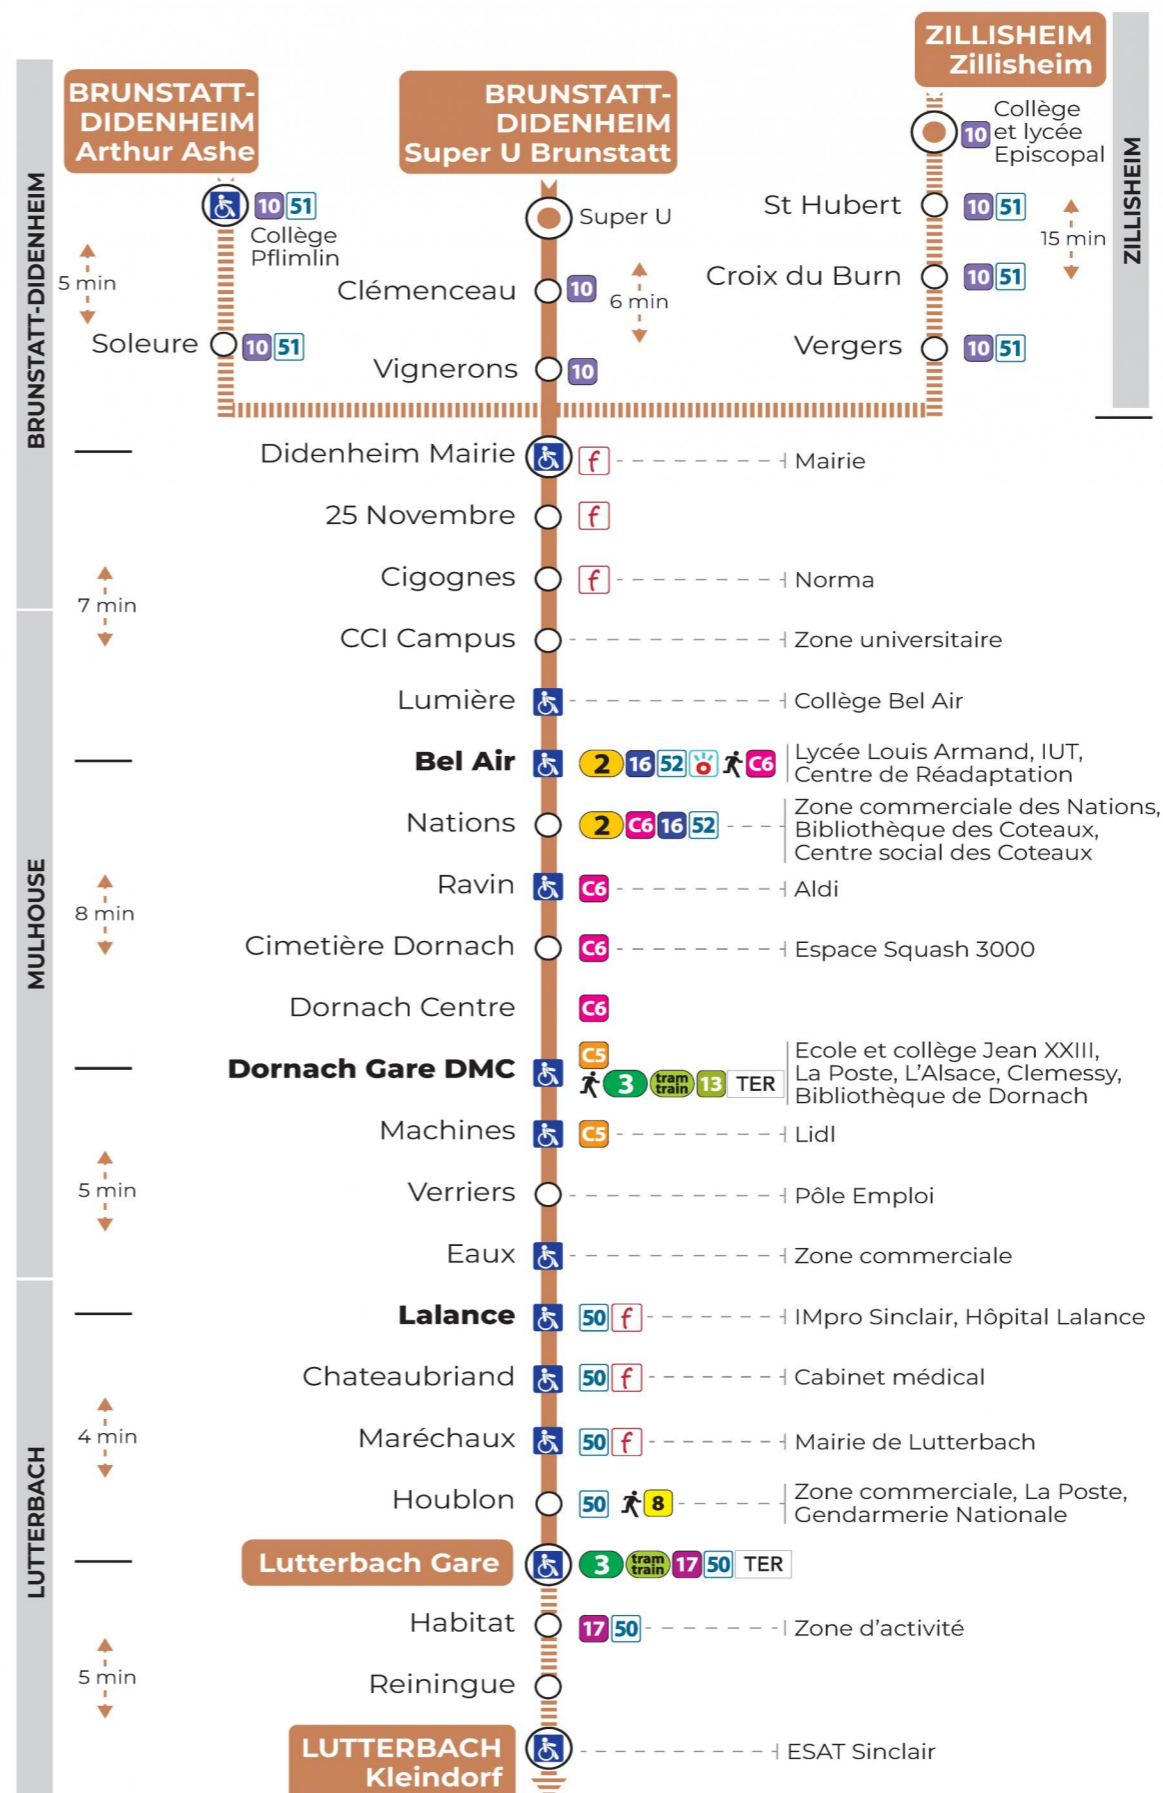 ZILLISHEIM
Zillisheim
BRUNSTATT-
DIDENHEIM
Arthur Ashe
BRUNSTATT-
DIDENHEIM
Super U Brunstatt
10 Collège
et lycée
Episcopal
BRUNSTATT-DIDENHEIM
ZILLISHEIM
10 51
Collège
Pflimlin
Super U
St Hubert 10 51
15 min
5 min
Clémenceau 10
6 min
Croix du Burn 10 51
Soleure 10 51
Vignerons 10
Vergers 10 51
Didenheim Mairie f Mairie
25 Novembre f
Cigognes f Norma
7 min
MULHOUSE
CCI Campus Zone universitaire
Lumière Collège Bel Air
Bel Air 2 16 52 C6 Lycée Louis Armand, IUT,
Centre de Réadaptation
Nations 2 C6 16 52 Zone commerciale des Nations,
Bibliothèque des Coteaux,
Centre social des Coteaux
Ravin C6 Aldi
8 min
Cimetière Dornach C6 Espace Squash 3000
Dornach Centre C6
Dornach Gare DMC C5 3 tram train 13 TER Ecole et collège Jean XXIII,
La Poste, L'Alsace, Clemessy,
Bibliothèque de Dornach
Machines C5 Lidl
5 min
Verriers Pôle Emploi
Eaux Zone commerciale
LUTTERBACH
Lalance 50 f IMpro Sinclair, Hôpital Lalance
Chateaubriand 50 f Cabinet médical
4 min
Maréchaux 50 f Mairie de Lutterbach
Houblon 50 8 Zone commerciale, La Poste,
Gendarmerie Nationale
Lutterbach Gare 3 tram train 17 50 TER
Habitat 17 50 Zone d'activité
5 min
Reiningue
LUTTERBACH
Kleindorf
ESAT Sinclair